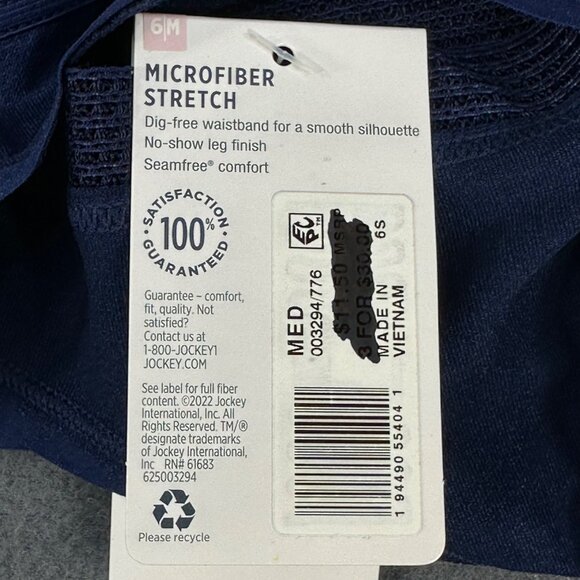 6|M
MICROFIBER
STRETCH
Dig-free waistband for a smooth silhouette
No-show leg finish
Seamfree® comfort
SATISFACTION
100%
GUARANTEED
Guarantee – comfort,
fit, quality. Not
satisfied?
Contact us at
1-800-JOCKEY1
JOCKEY.COM
See label for full fiber
content. ©2022 Jockey
International, Inc. All
Rights Reserved. TM/®
designate trademarks
of Jockey International,
Inc RN# 61683
625003294
Please recycle
MED
003294/776
$11.50 MSRP
3 FOR $30.00
6S
MADE IN
VIETNAM
1 94490 55404 1